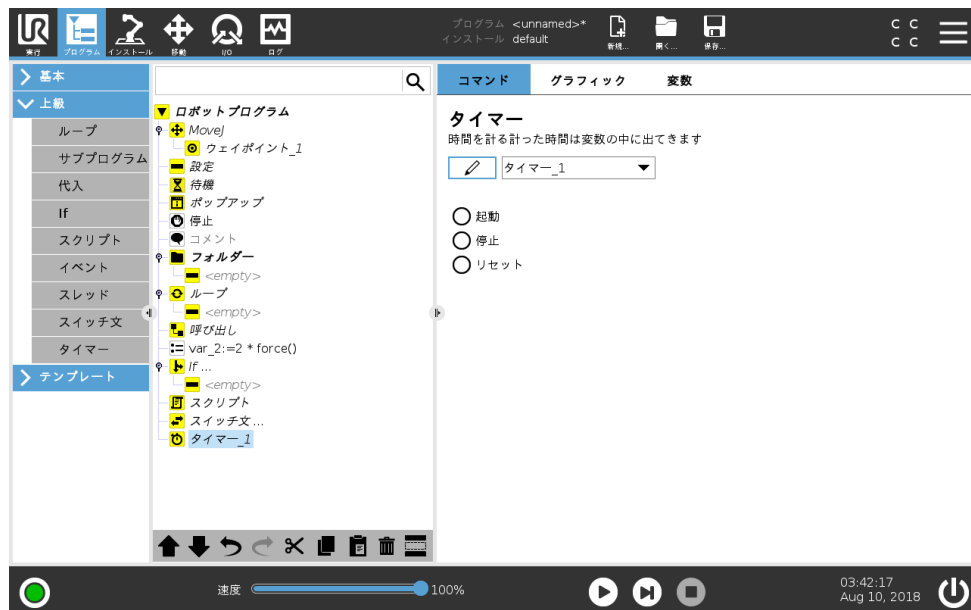 プログラム <unnamed>*
インストール default
C C
C C
実行
プログラム
インストール
移動
I/O
ログ
新規...
開く...
保存...
基本
上級
ループ
サブプログラム
代入
If
スクリプト
イベント
スレッド
スイッチ文
タイマー
テンプレート
ロボットプログラム
MoveJ
ウェイポイント_1
設定
待機
ポップアップ
停止
コメント
フォルダー
<empty>
ループ
<empty>
呼び出し
var_2:=2 * force()
If ...
<empty>
スクリプト
スイッチ文 ...
タイマー_1
コマンド グラフィック 変数
タイマー
時間を計る計った時間は変数の中に出てきます
タイマー_1
起動
停止
リセット
速度 100%
03:42:17
Aug 10, 2018